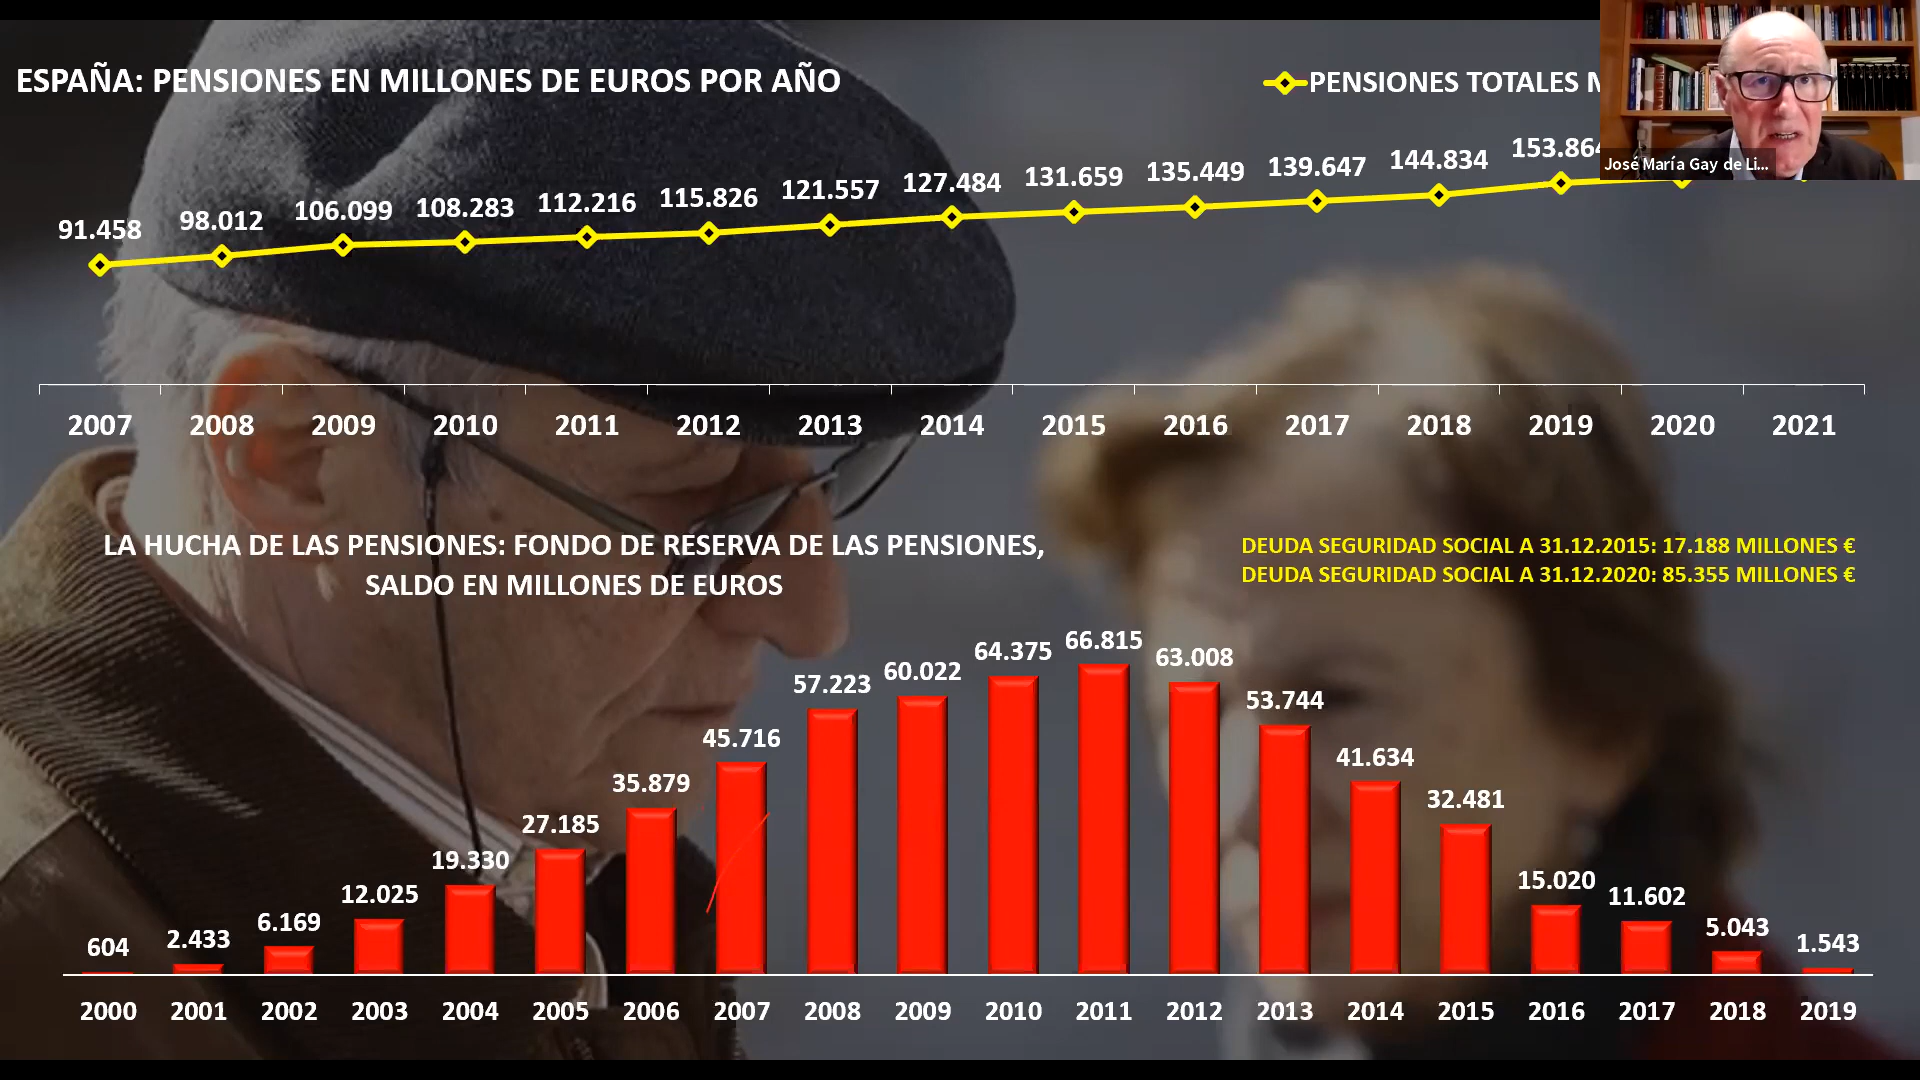 ESPAÑA: PENSIONES EN MILLONES DE EUROS POR AÑO
PENSIONES TOTALES
José María Gay de Li...
91.458 98.012 106.099 108.283 112.216 115.826 121.557 127.484 131.659 135.449 139.647 144.834 153.864
2007 2008 2009 2010 2011 2012 2013 2014 2015 2016 2017 2018 2019 2020 2021
LA HUCHA DE LAS PENSIONES: FONDO DE RESERVA DE LAS PENSIONES,
SALDO EN MILLONES DE EUROS
DEUDA SEGURIDAD SOCIAL A 31.12.2015: 17.188 MILLONES €
DEUDA SEGURIDAD SOCIAL A 31.12.2020: 85.355 MILLONES €
604 2.433 6.169 12.025 19.330 27.185 35.879 45.716 57.223 60.022 64.375 66.815 63.008 53.744 41.634 32.481 15.020 11.602 5.043 1.543
2000 2001 2002 2003 2004 2005 2006 2007 2008 2009 2010 2011 2012 2013 2014 2015 2016 2017 2018 2019